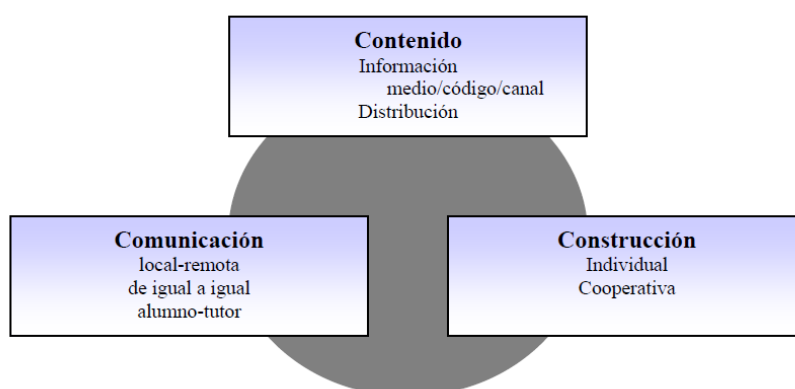 Contenido
Información
medio/código/canal
Distribución
Comunicación
local-remota
de igual a igual
alumno-tutor
Construcción
Individual
Cooperativa